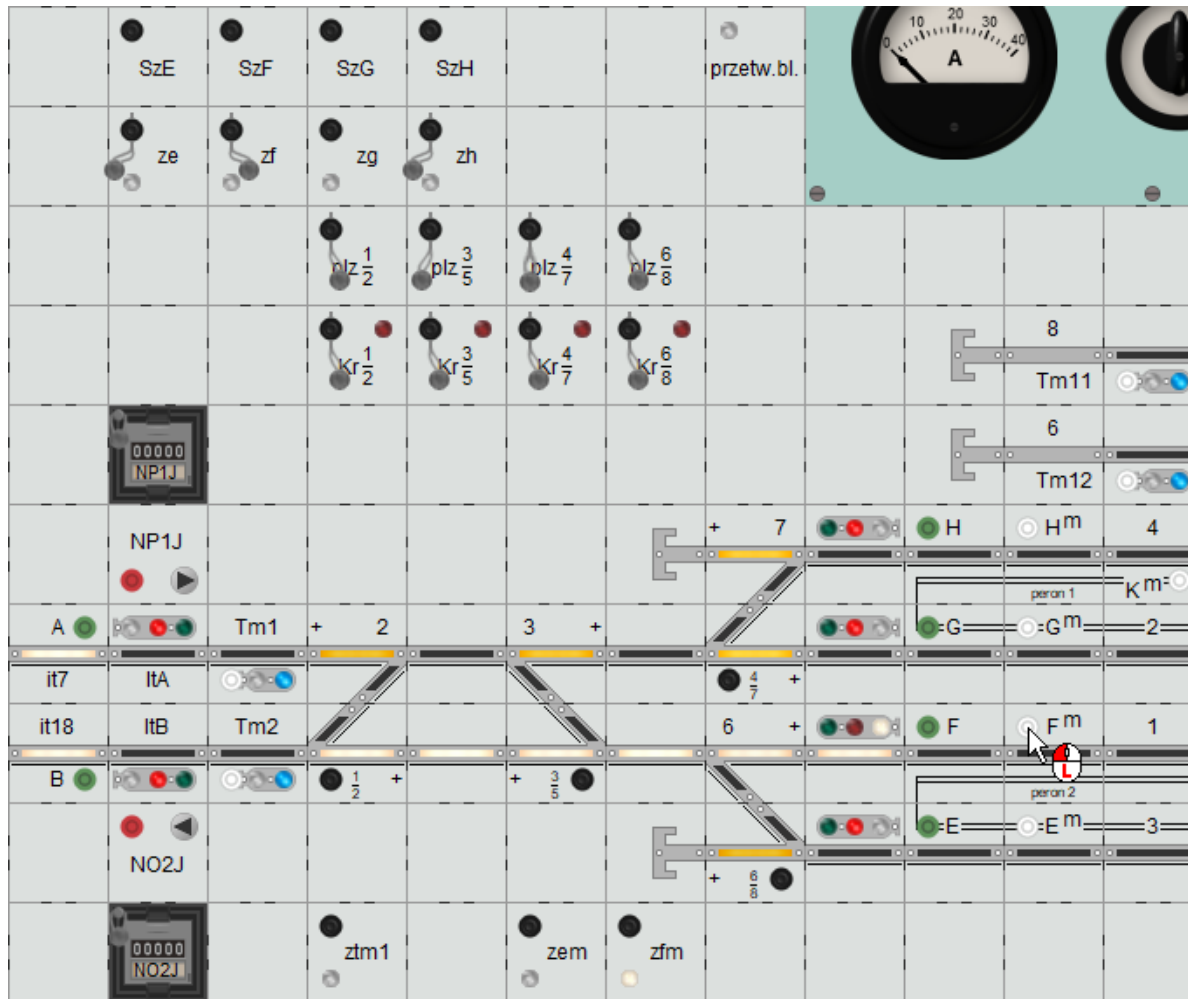 SzE SzF SzG SzH przetw.bl.
0 10 20 30 40
A
ze zf zg zh
plz 1/2 plz 3/5 plz 4/7 plz 6/8
Kr 1/2 Kr 3/5 Kr 4/7 Kr 6/8
8
Tm11
00000
NP1J
6
Tm12
NP1J
+ 7 H Hm 4
peron 1 Km
A Tm1 + 2 3 + G Gm 2
it7 ItA 4/7 +
it18 ItB Tm2 6 + F Fm 1
B 1/2 + + 3/5
L
peron 2
E Em 3
NO2J
+ 6/8
00000
NO2J
ztm1 zem zfm